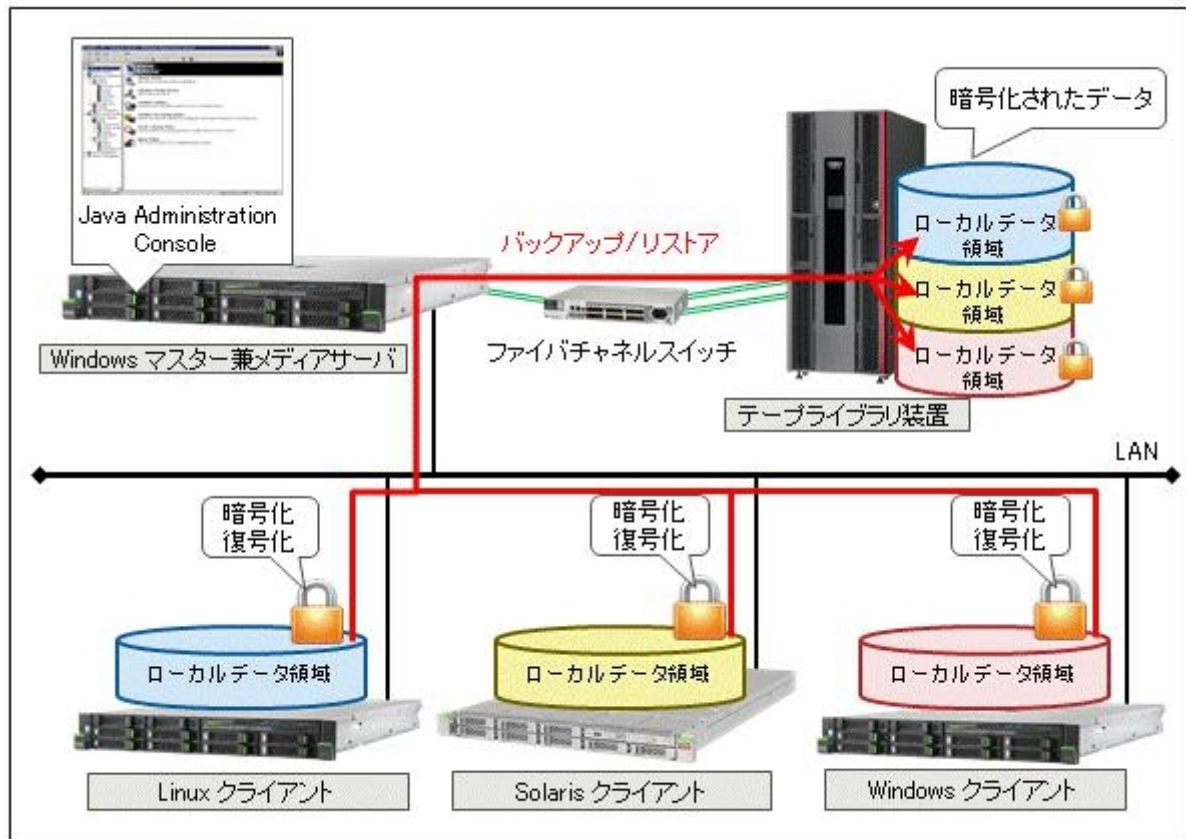 Java Administration
Console
Windows マスター兼メディアサーバ
バックアップ/リストア
ファイバチャネルスイッチ
暗号化されたデータ
ローカルデータ
領域
ローカルデータ
領域
ローカルデータ
領域
テープライブラリ装置
LAN
暗号化
復号化
暗号化
復号化
暗号化
復号化
ローカルデータ領域
ローカルデータ領域
ローカルデータ領域
Linux クライアント
Solaris クライアント
Windows クライアント